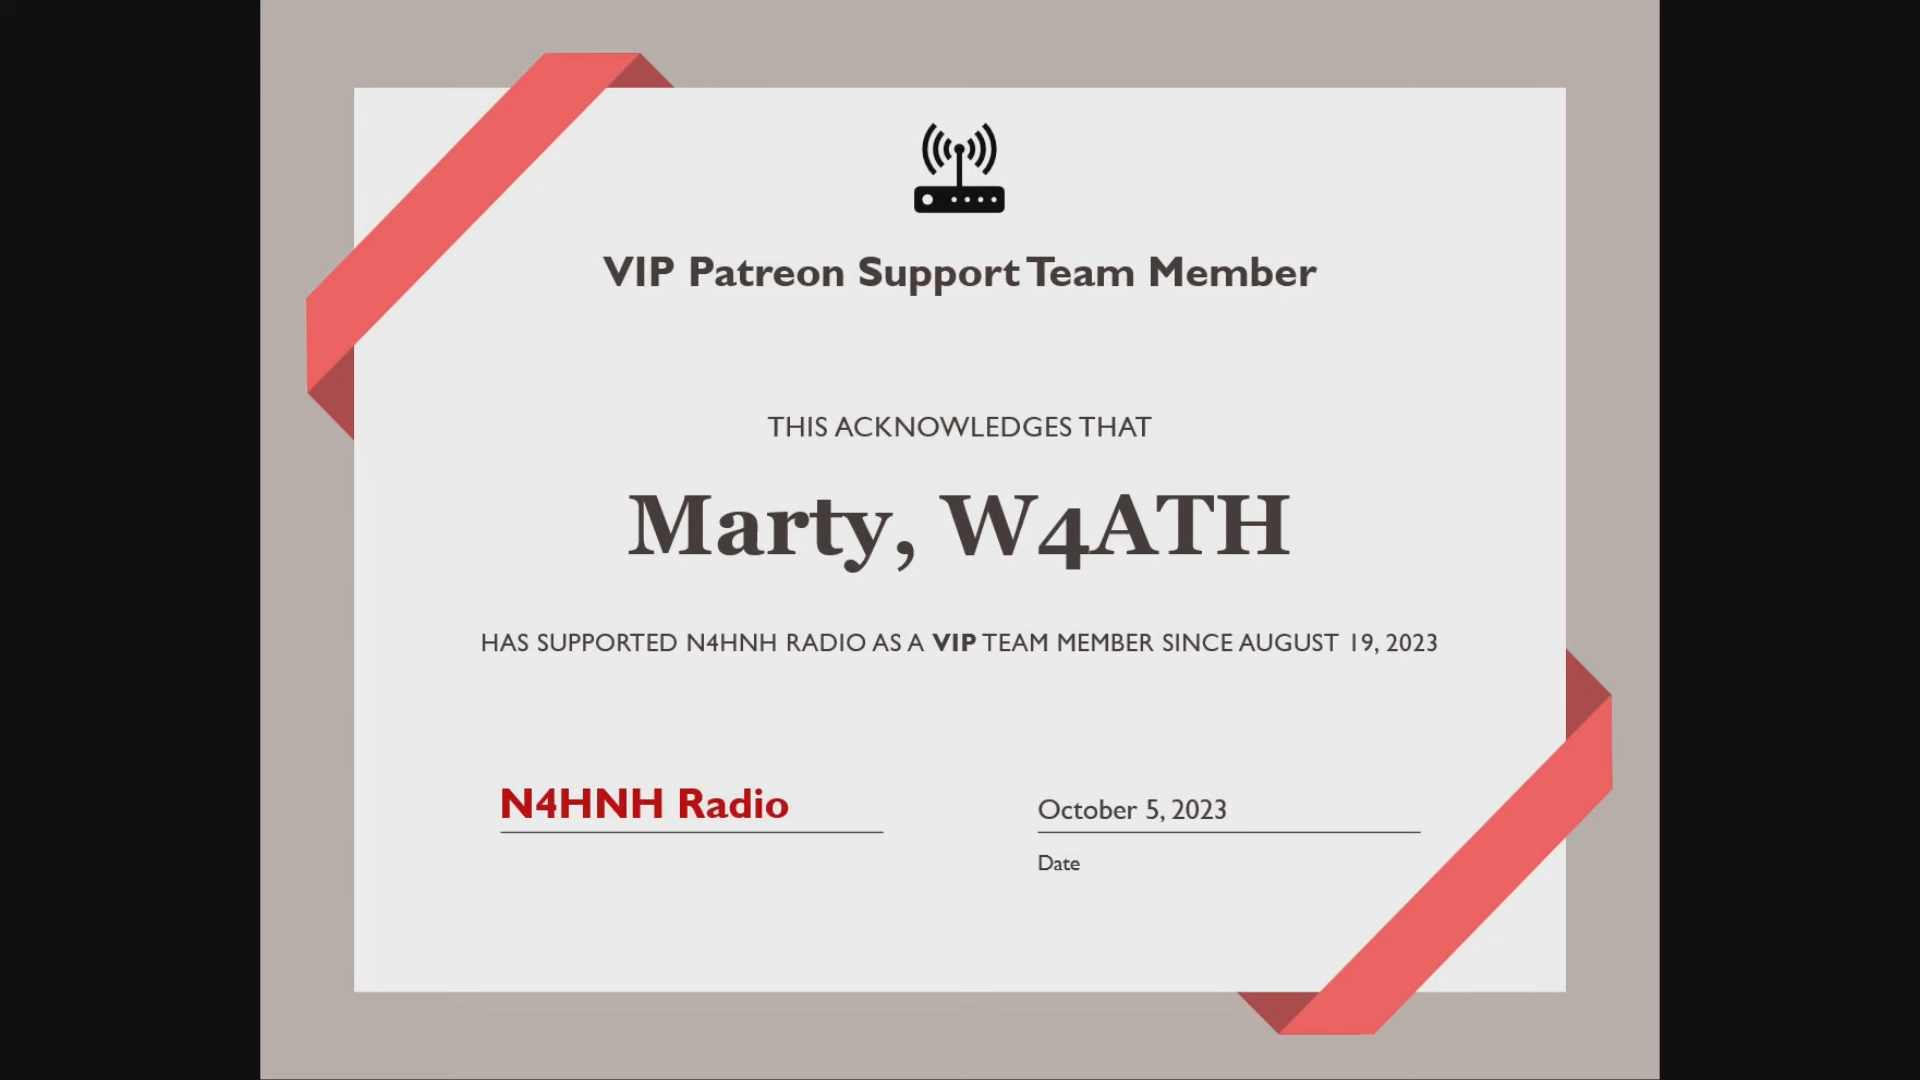 VIP Patreon Support Team Member
THIS ACKNOWLEDGES THAT
Marty, W4ATH
HAS SUPPORTED N4HNH RADIO AS A VIP TEAM MEMBER SINCE AUGUST 19, 2023
N4HNH Radio
October 5, 2023
Date